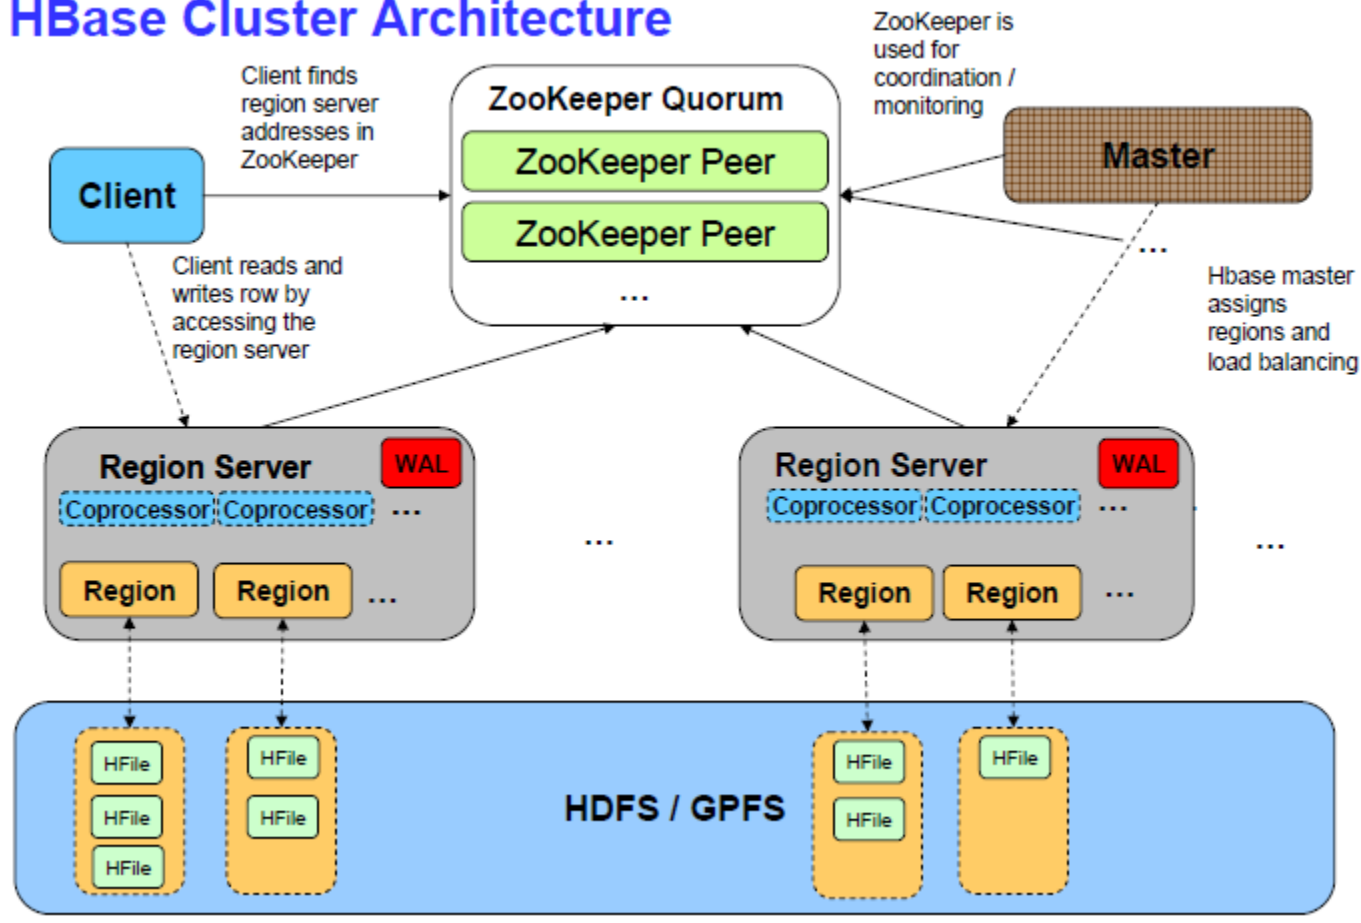 HBase Cluster Architecture
Client finds
region server
addresses in
ZooKeeper
ZooKeeper is
used for
coordination /
monitoring
ZooKeeper Quorum
ZooKeeper Peer
ZooKeeper Peer
...
Client
Master
...
Client reads and
writes row by
accessing the
region server
Hbase master
assigns
regions and
load balancing
Region Server
WAL
Coprocessor
Coprocessor
...
Region
Region
...
...
Region Server
WAL
Coprocessor
Coprocessor
...
Region
Region
...
...
HFile
HFile
HFile
HFile
HFile
HDFS / GPFS
HFile
HFile
HFile